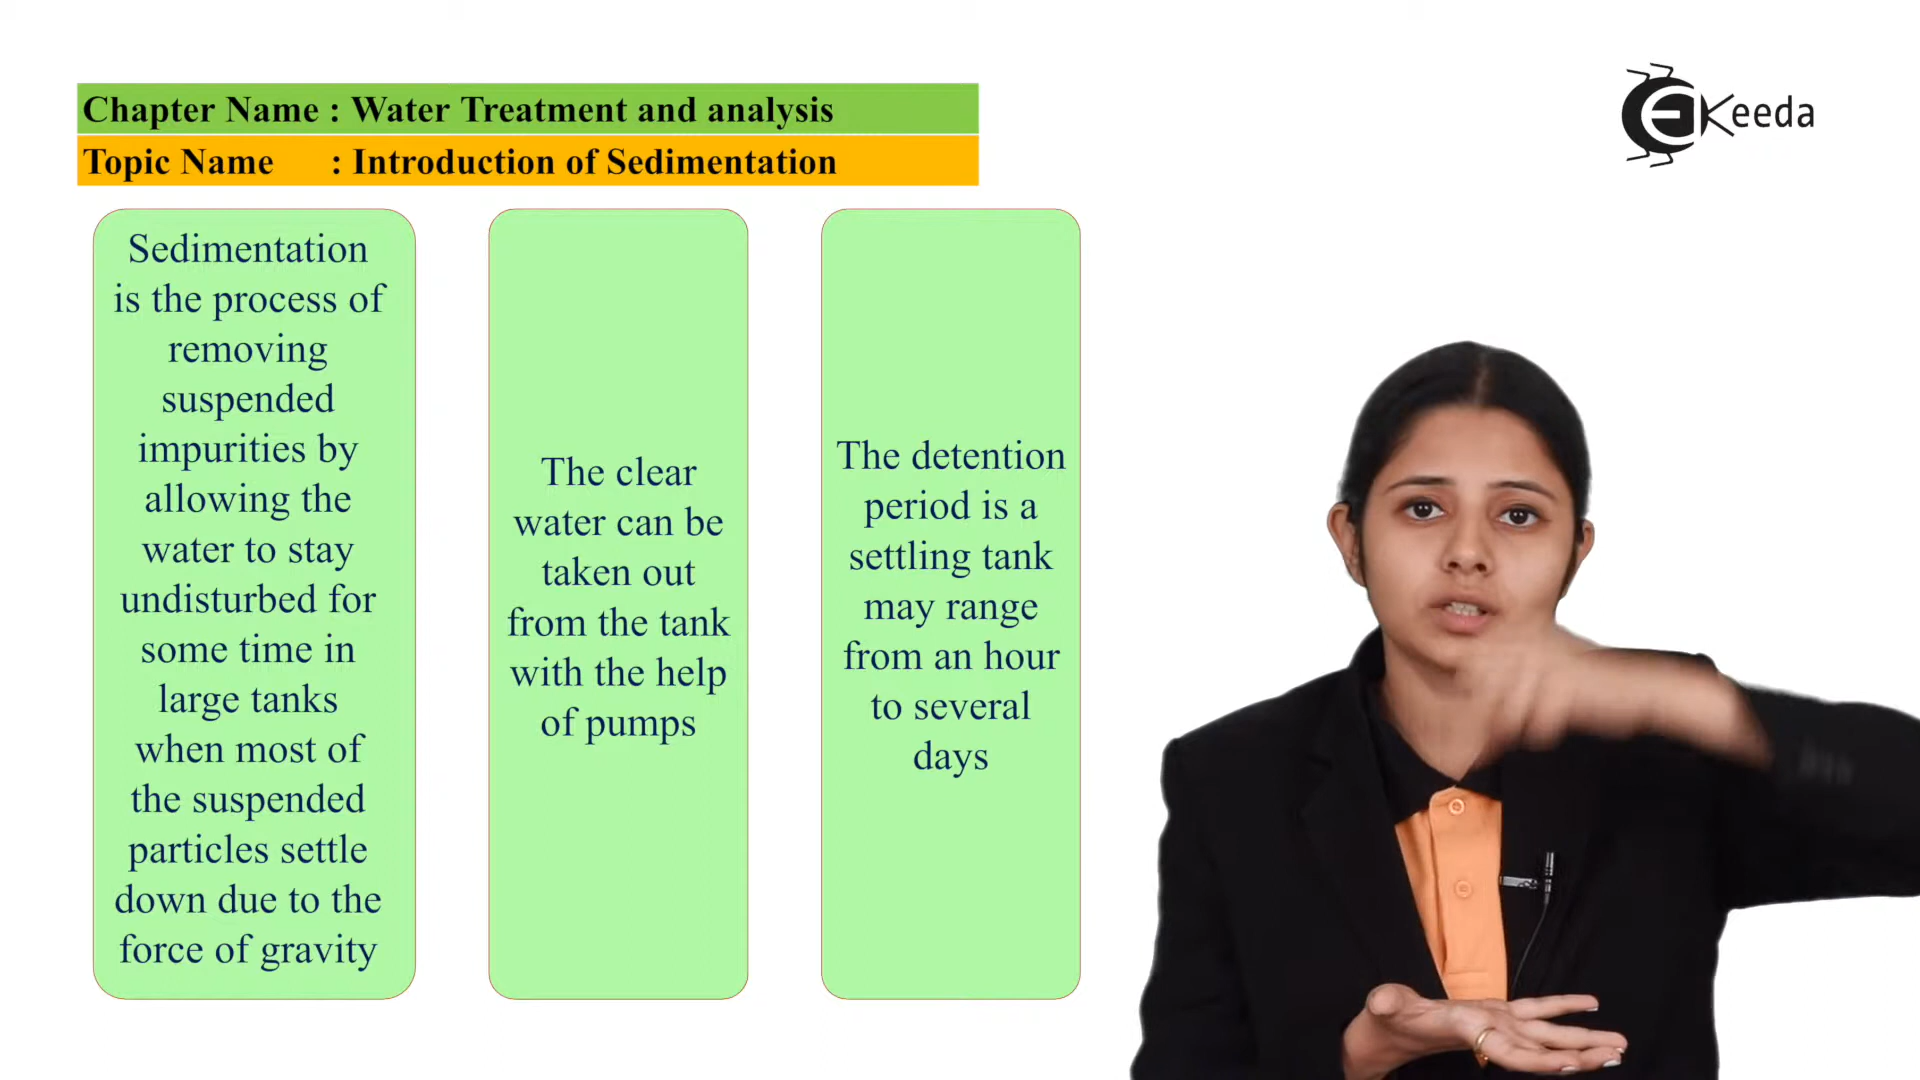 Chapter Name : Water Treatment and analysis
Topic Name : Introduction of Sedimentation
EKeeda
Sedimentation
is the process of
removing
suspended
impurities by
allowing the
water to stay
undisturbed for
some time in
large tanks
when most of
the suspended
particles settle
down due to the
force of gravity
The clear
water can be
taken out
from the tank
with the help
of pumps
The detention
period is a
settling tank
may range
from an hour
to several
days